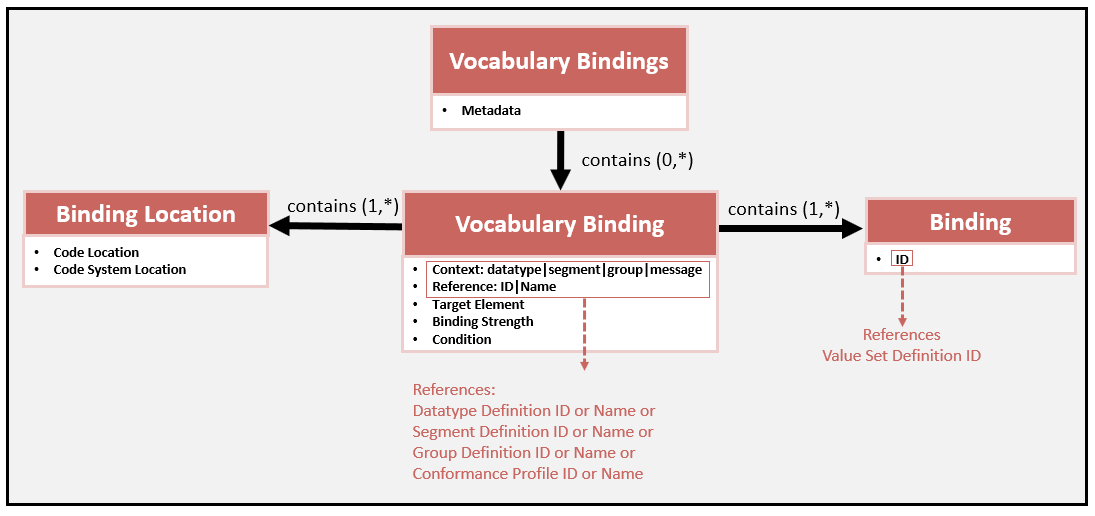 Vocabulary Bindings
• Metadata
contains (0,*)
Binding Location
• Code Location
• Code System Location
contains (1,*)
Vocabulary Binding
• Context: datatype|segment|group|message
• Reference: ID|Name
• Target Element
• Binding Strength
• Condition
contains (1,*)
Binding
• ID
References
Value Set Definition ID
References:
Datatype Definition ID or Name or
Segment Definition ID or Name or
Group Definition ID or Name or
Conformance Profile ID or Name